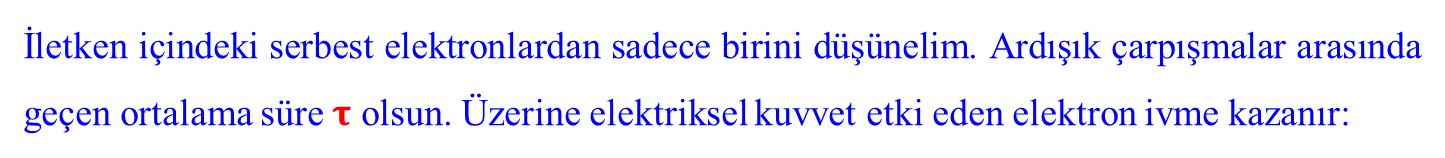 İletken içindeki serbest elektronlardan sadece birini düşünelim. Ardışık çarpışmalar arasında
geçen ortalama süre τ olsun. Üzerine elektriksel kuvvet etki eden elektron ivme kazanır: